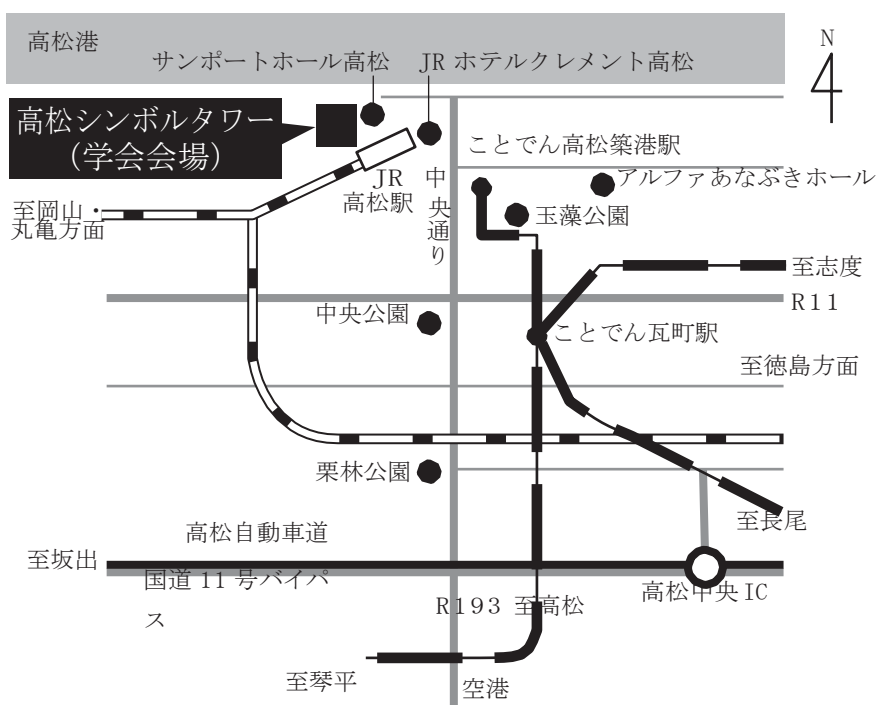 高松港
N
サンポートホール高松
JR ホテルクレメント高松
高松シンボルタワー
(学会会場)
ことでん高松築港駅
JR
高松駅
中央通り
アルファあなぶきホール
玉藻公園
至岡山・
丸亀方面
至志度
R11
中央公園
ことでん瓦町駅
至徳島方面
栗林公園
至長尾
高松自動車道
至坂出
国道 11 号バイパ
ス
高松中央 IC
R193 至高松
空港
至琴平